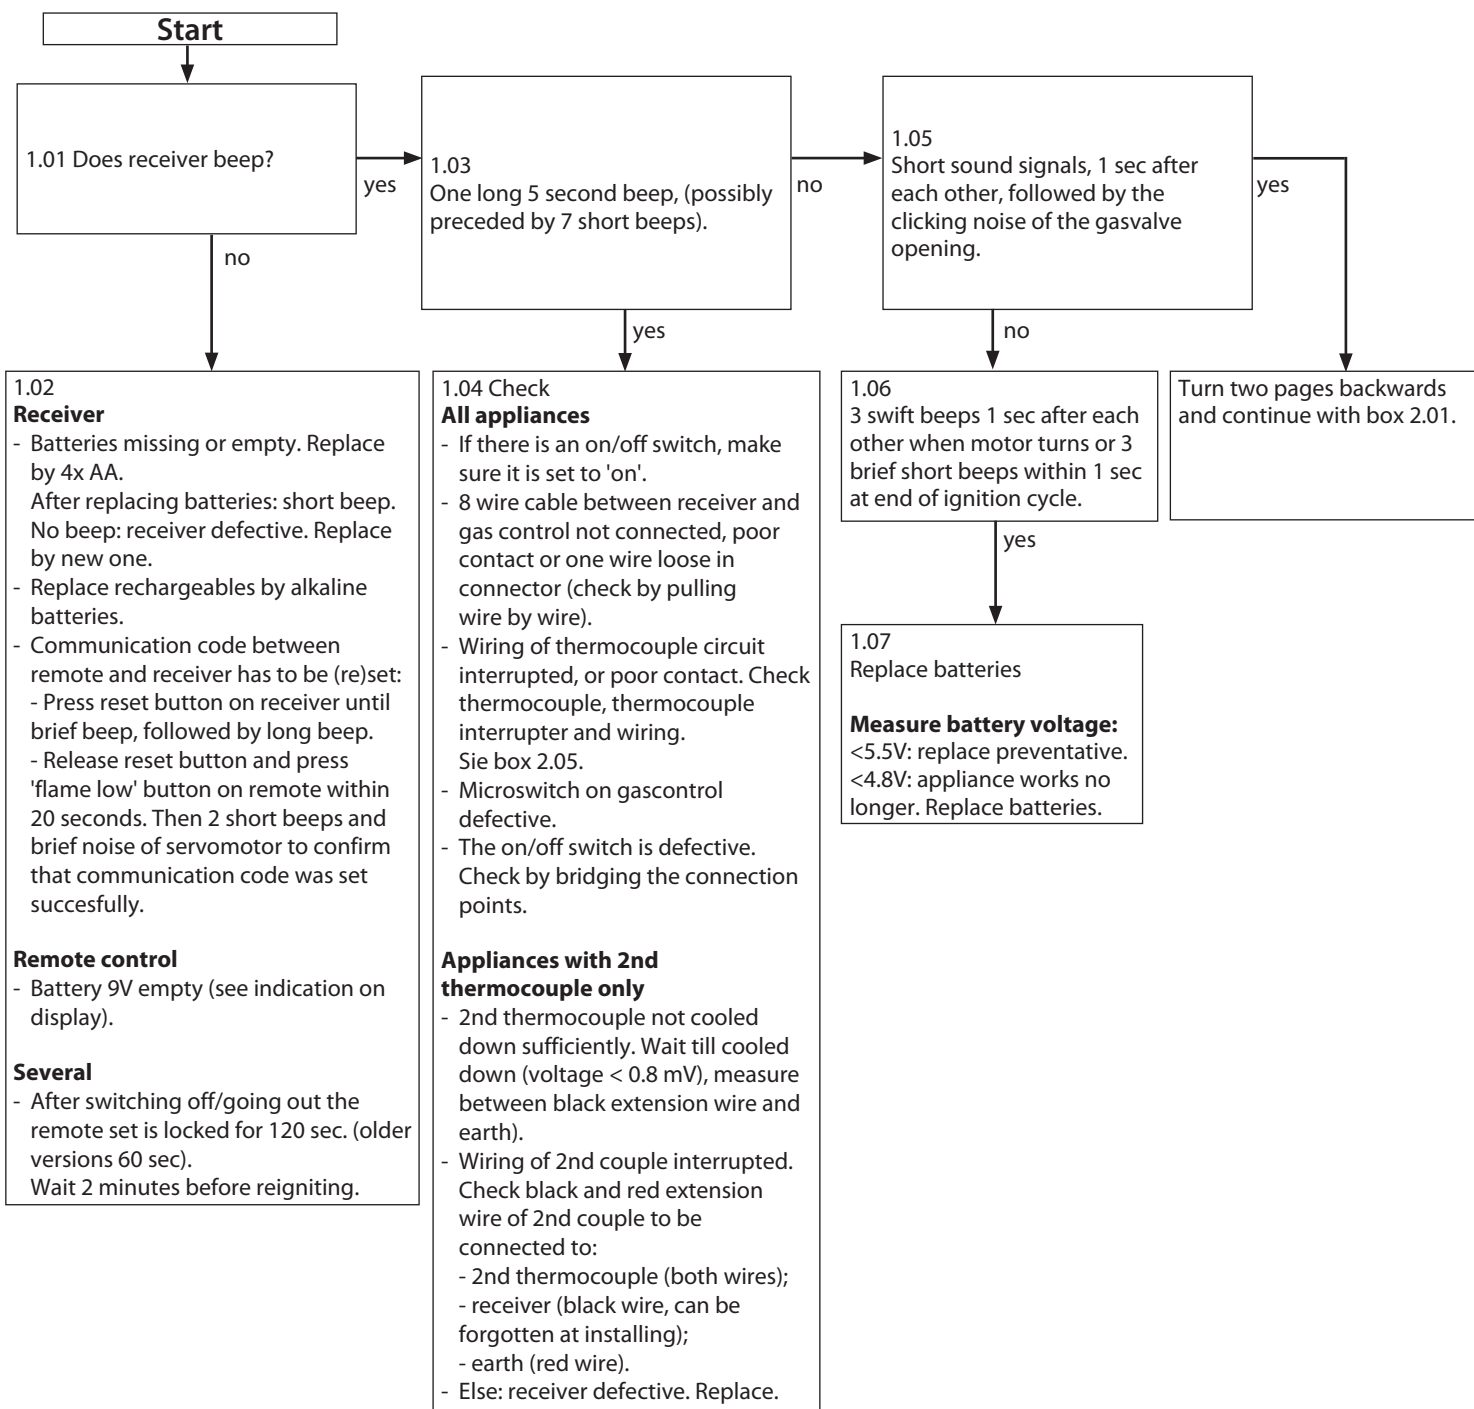 Start
1.01 Does receiver beep?
yes
no
1.03
One long 5 second beep, (possibly
preceded by 7 short beeps).
no
yes
1.05
Short sound signals, 1 sec after
each other, followed by the
clicking noise of the gasvalve
opening.
yes
no
1.02
Receiver
- Batteries missing or empty. Replace
by 4x AA.
After replacing batteries: short beep.
No beep: receiver defective. Replace
by new one.
- Replace rechargeables by alkaline
batteries.
- Communication code between
remote and receiver has to be (re)set:
- Press reset button on receiver until
brief beep, followed by long beep.
- Release reset button and press
'flame low' button on remote within
20 seconds. Then 2 short beeps and
brief noise of servomotor to confirm
that communication code was set
succesfully.
Remote control
- Battery 9V empty (see indication on
display).
Several
- After switching off/going out the
remote set is locked for 120 sec. (older
versions 60 sec).
Wait 2 minutes before reigniting.
1.04 Check
All appliances
- If there is an on/off switch, make
sure it is set to 'on'.
- 8 wire cable between receiver and
gas control not connected, poor
contact or one wire loose in
connector (check by pulling
wire by wire).
- Wiring of thermocouple circuit
interrupted, or poor contact. Check
thermocouple, thermocouple
interrupter and wiring.
Sie box 2.05.
- Microswitch on gascontrol
defective.
- The on/off switch is defective.
Check by bridging the connection
points.
Appliances with 2nd
thermocouple only
- 2nd thermocouple not cooled
down sufficiently. Wait till cooled
down (voltage < 0.8 mV), measure
between black extension wire and
earth).
- Wiring of 2nd couple interrupted.
Check black and red extension
wire of 2nd couple to be
connected to:
- 2nd thermocouple (both wires);
- receiver (black wire, can be
forgotten at installing);
- earth (red wire).
- Else: receiver defective. Replace.
1.06
3 swift beeps 1 sec after each
other when motor turns or 3
brief short beeps within 1 sec
at end of ignition cycle.
yes
1.07
Replace batteries
Measure battery voltage:
<5.5V: replace preventative.
<4.8V: appliance works no
longer. Replace batteries.
Turn two pages backwards
and continue with box 2.01.